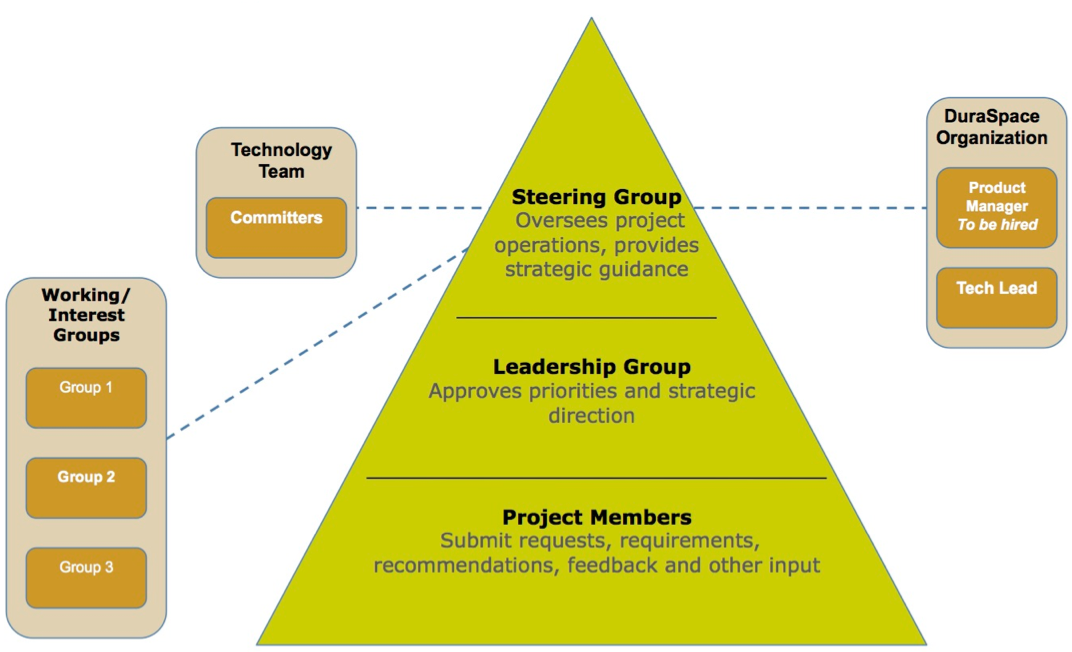 DuraSpace
Organization
Product
Manager
To be hired
Tech Lead
Technology
Team
Committers
Steering Group
Oversees project
operations, provides
strategic guidance
Working/
Interest
Groups
Group 1
Group 2
Group 3
Leadership Group
Approves priorities and strategic
direction
Project Members
Submit requests, requirements,
recommendations, feedback and other input